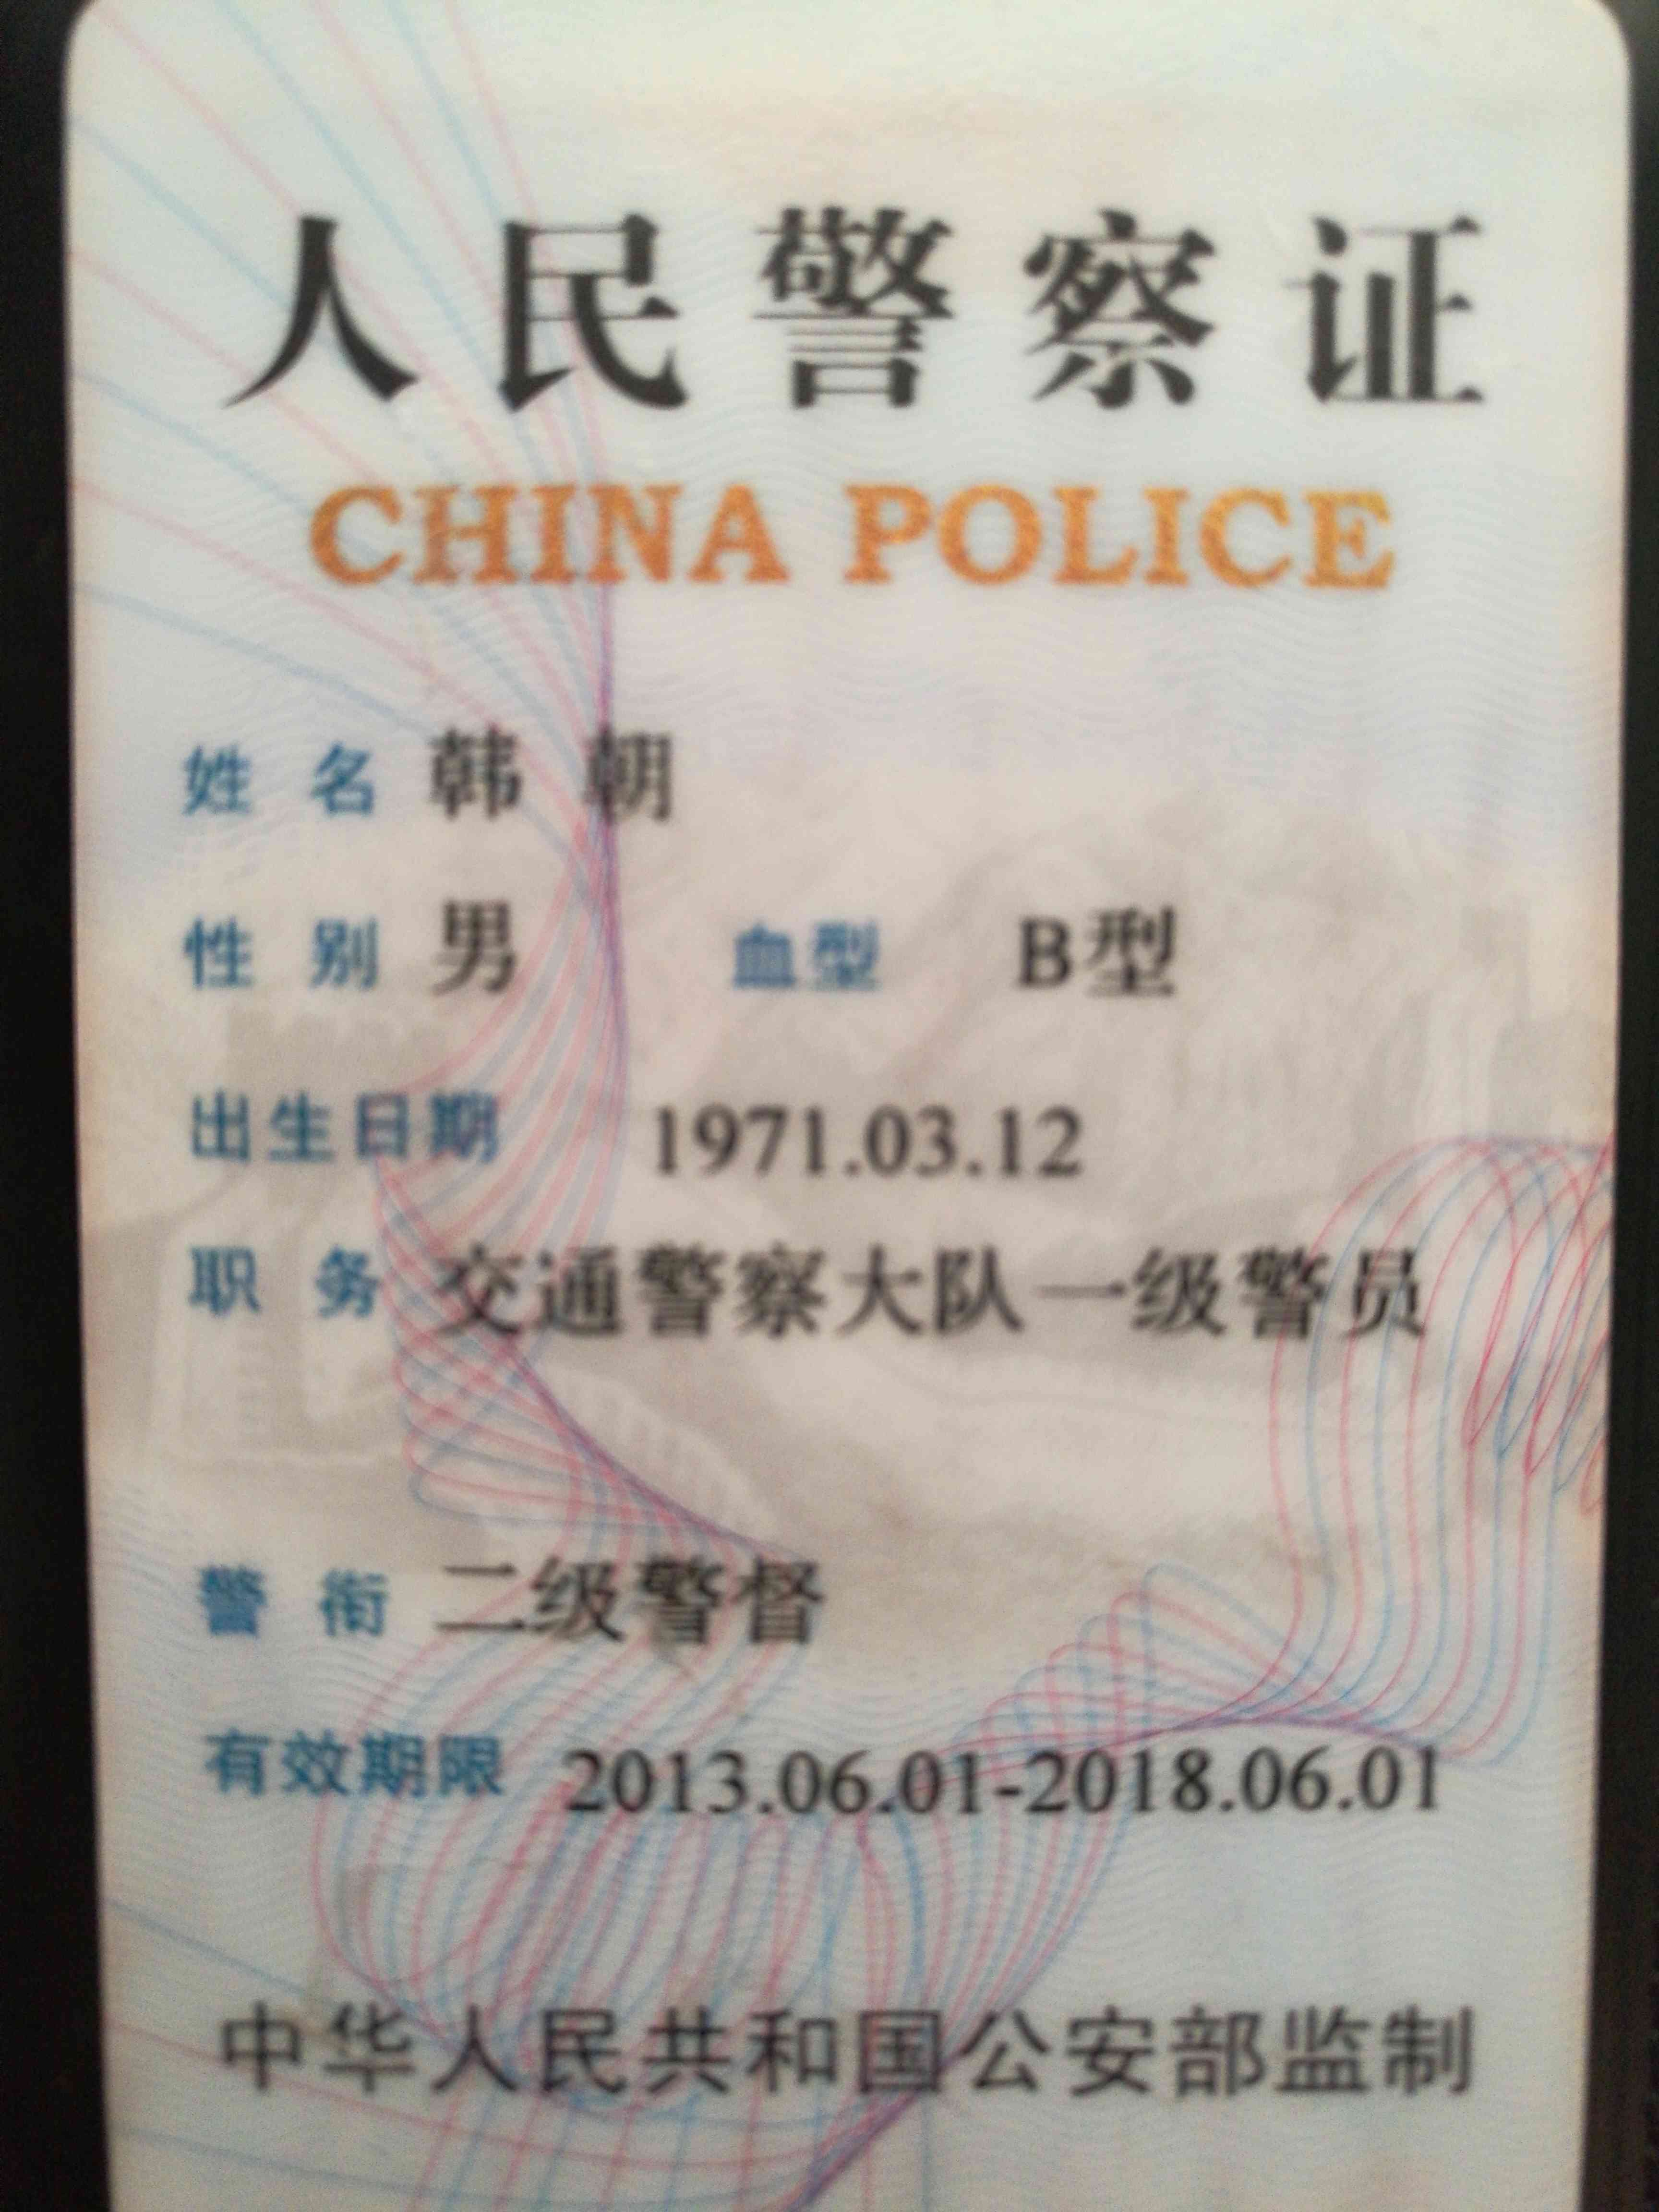 人民警察证
CHINA POLICE
姓名 韩朝
性别 男 血型 B型
出生日期 1971.03.12
职务 交通警察大队一级警员
警衔 二级警督
有效期限 2013.06.01-2018.06.01
中华人民共和国公安部监制